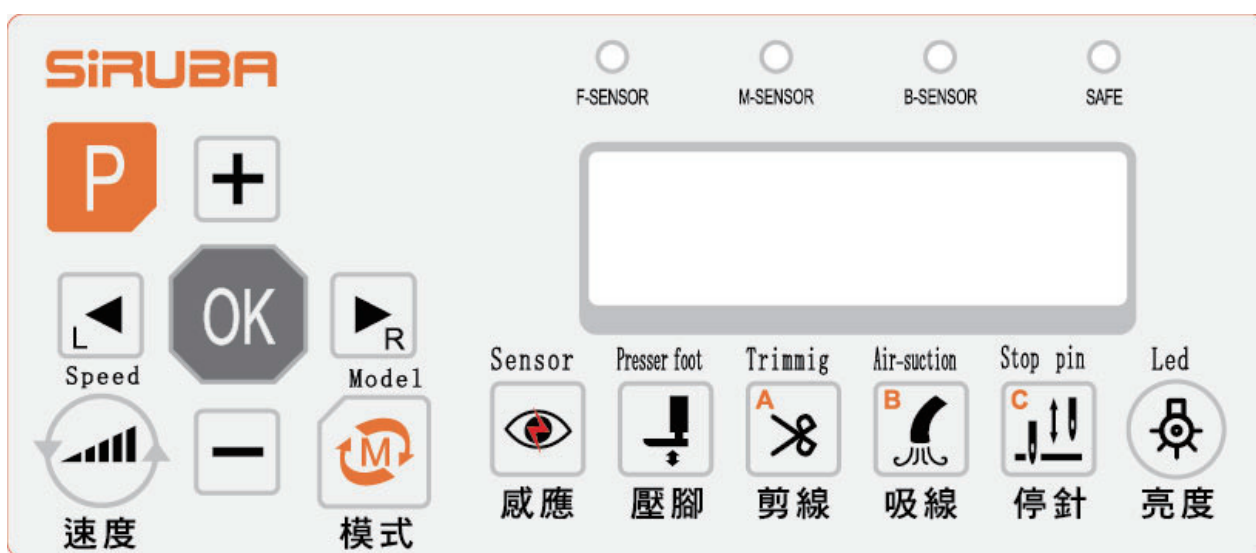 SiRUBA
F-SENSOR M-SENSOR B-SENSOR SAFE
P
OK
L R
Speed Model
M
Sensor Presser foot Trimmig Air-suction Stop pin Led
A B C
速度 模式 感應 壓腳 剪線 吸線 停針 亮度